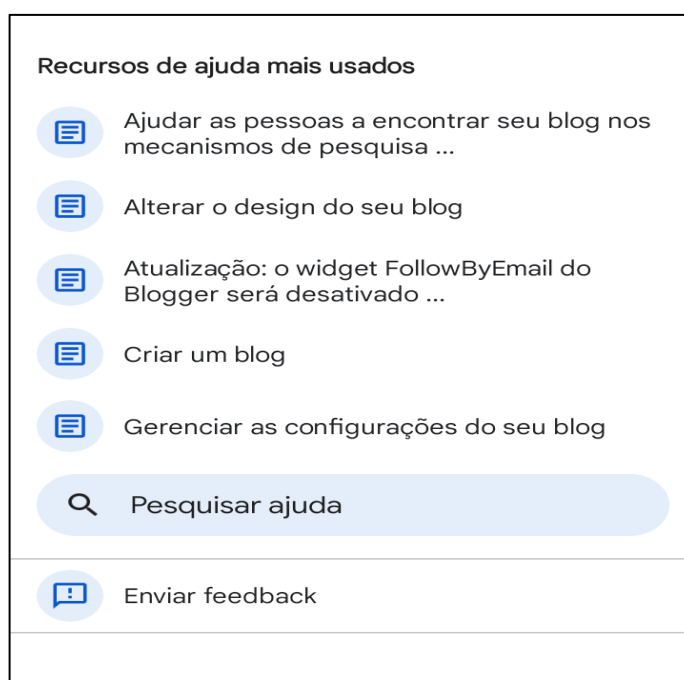 Recursos de ajuda mais usados
Ajudar as pessoas a encontrar seu blog nos
mecanismos de pesquisa ...
Alterar o design do seu blog
Atualização: o widget FollowByEmail do
Blogger será desativado ...
Criar um blog
Gerenciar as configurações do seu blog
Pesquisar ajuda
Enviar feedback